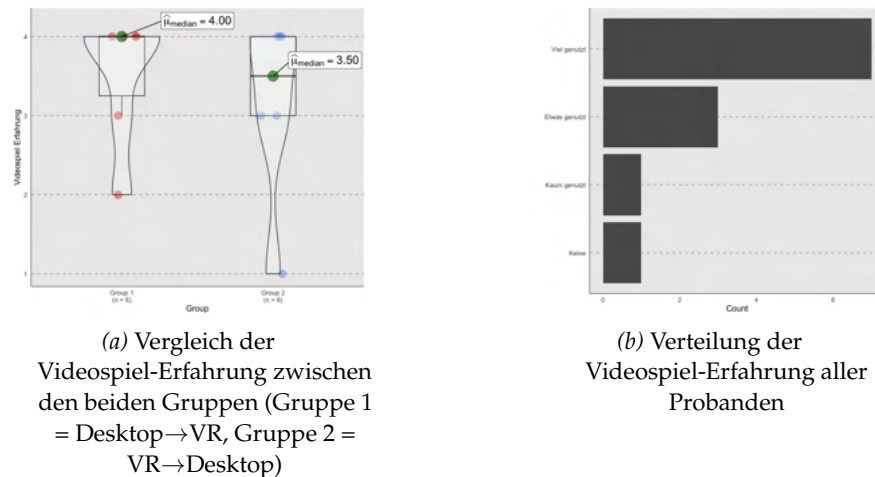 μ̂median = 4.00
μ̂median = 3.50
4
3
2
1
Videospiel Erfahrung
Group 1
(n = 6)
Group 2
(n = 6)
Group
Viel genutzt
Etwas genutzt
Kaum genutzt
Keine
0
2
4
6
Count
(a) Vergleich der
Videospiel-Erfahrung zwischen
den beiden Gruppen (Gruppe 1
= Desktop→VR, Gruppe 2 =
VR→Desktop)
(b) Verteilung der
Videospiel-Erfahrung aller
Probanden